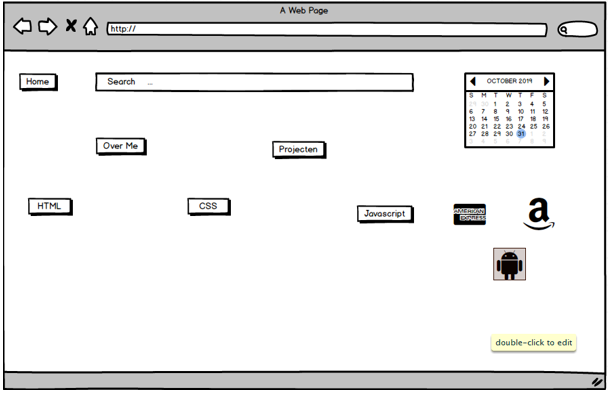 A Web Page
http://
Home
Search ...
OCTOBER 2019
S M T W T F S
29 30 1 2 3 4 5
6 7 8 9 10 11 12
13 14 15 16 17 18 19
20 21 22 23 24 25 26
27 28 29 30 31 1 2
3 4 5 6 7 8 9
Over Me
Projecten
HTML
CSS
Javascript
AMERICAN
EXPRESS
a
double-click to edit